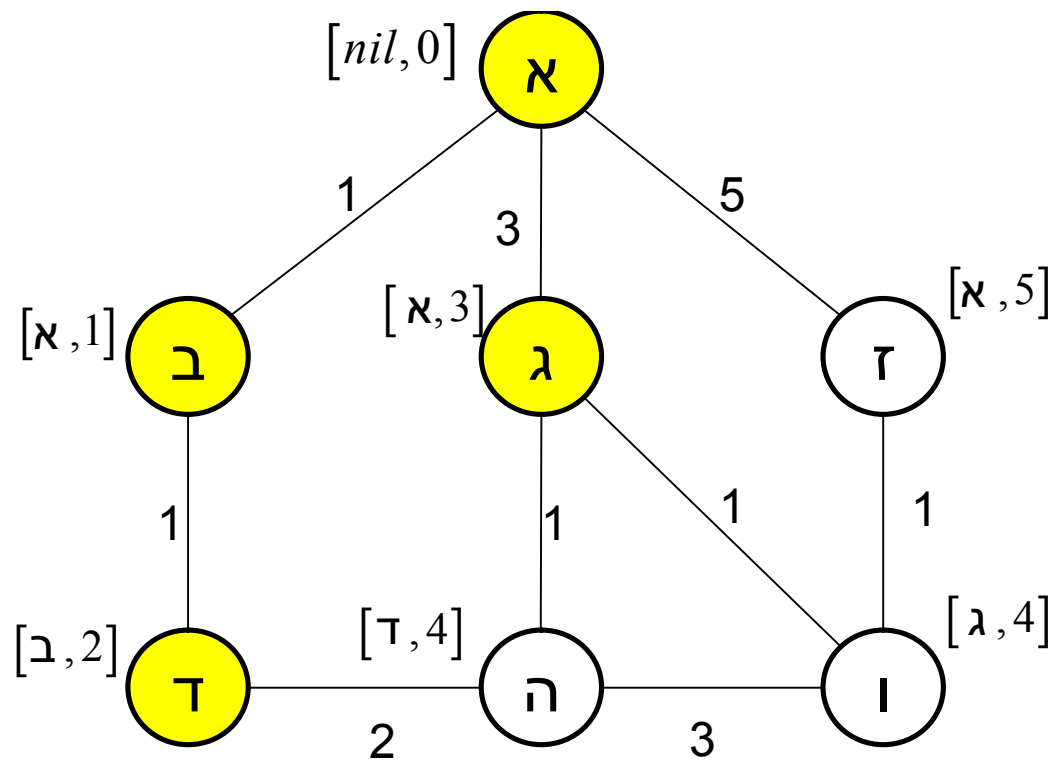 [nil, 0]
א
1
3
5
[א, 1]
ב
[א, 3]
ג
[א, 5]
ז
1
1
1
1
[ב, 2]
ד
[ד, 4]
ה
[ג, 4]
ו
2
3